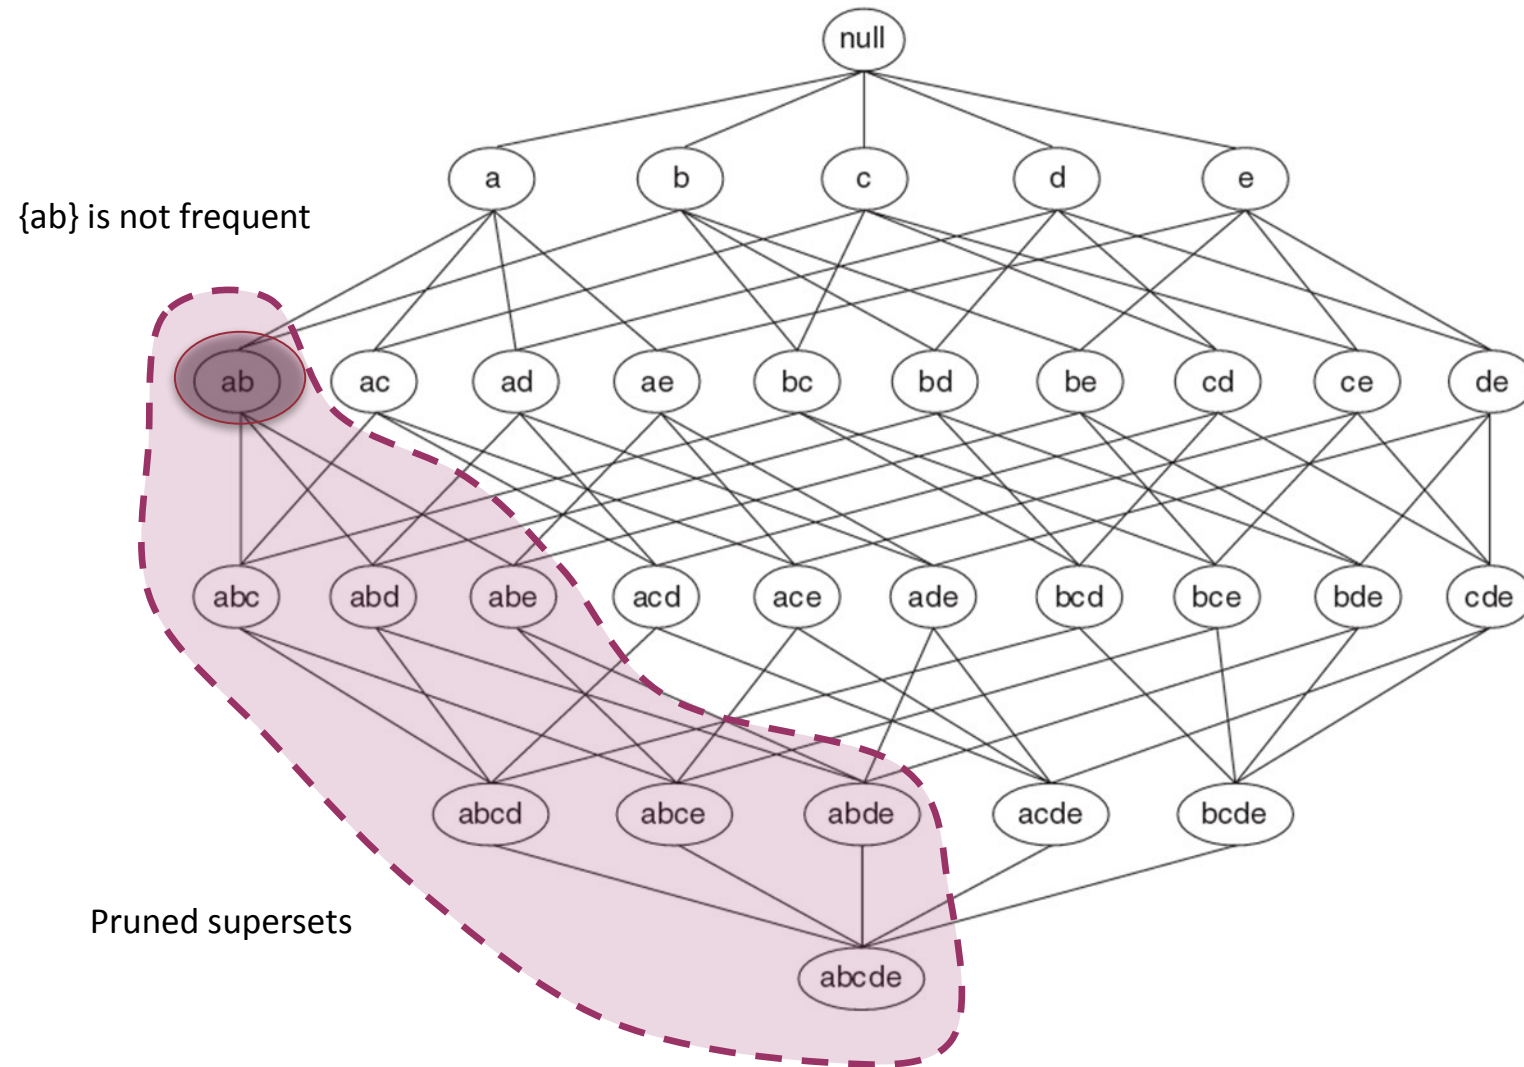 null
a b c d e
{ab} is not frequent
ab ac ad ae bc bd be cd ce de
abc abd abe acd ace ade bcd bce bde cde
abcd abce abde acde bcde
Pruned supersets
abcde